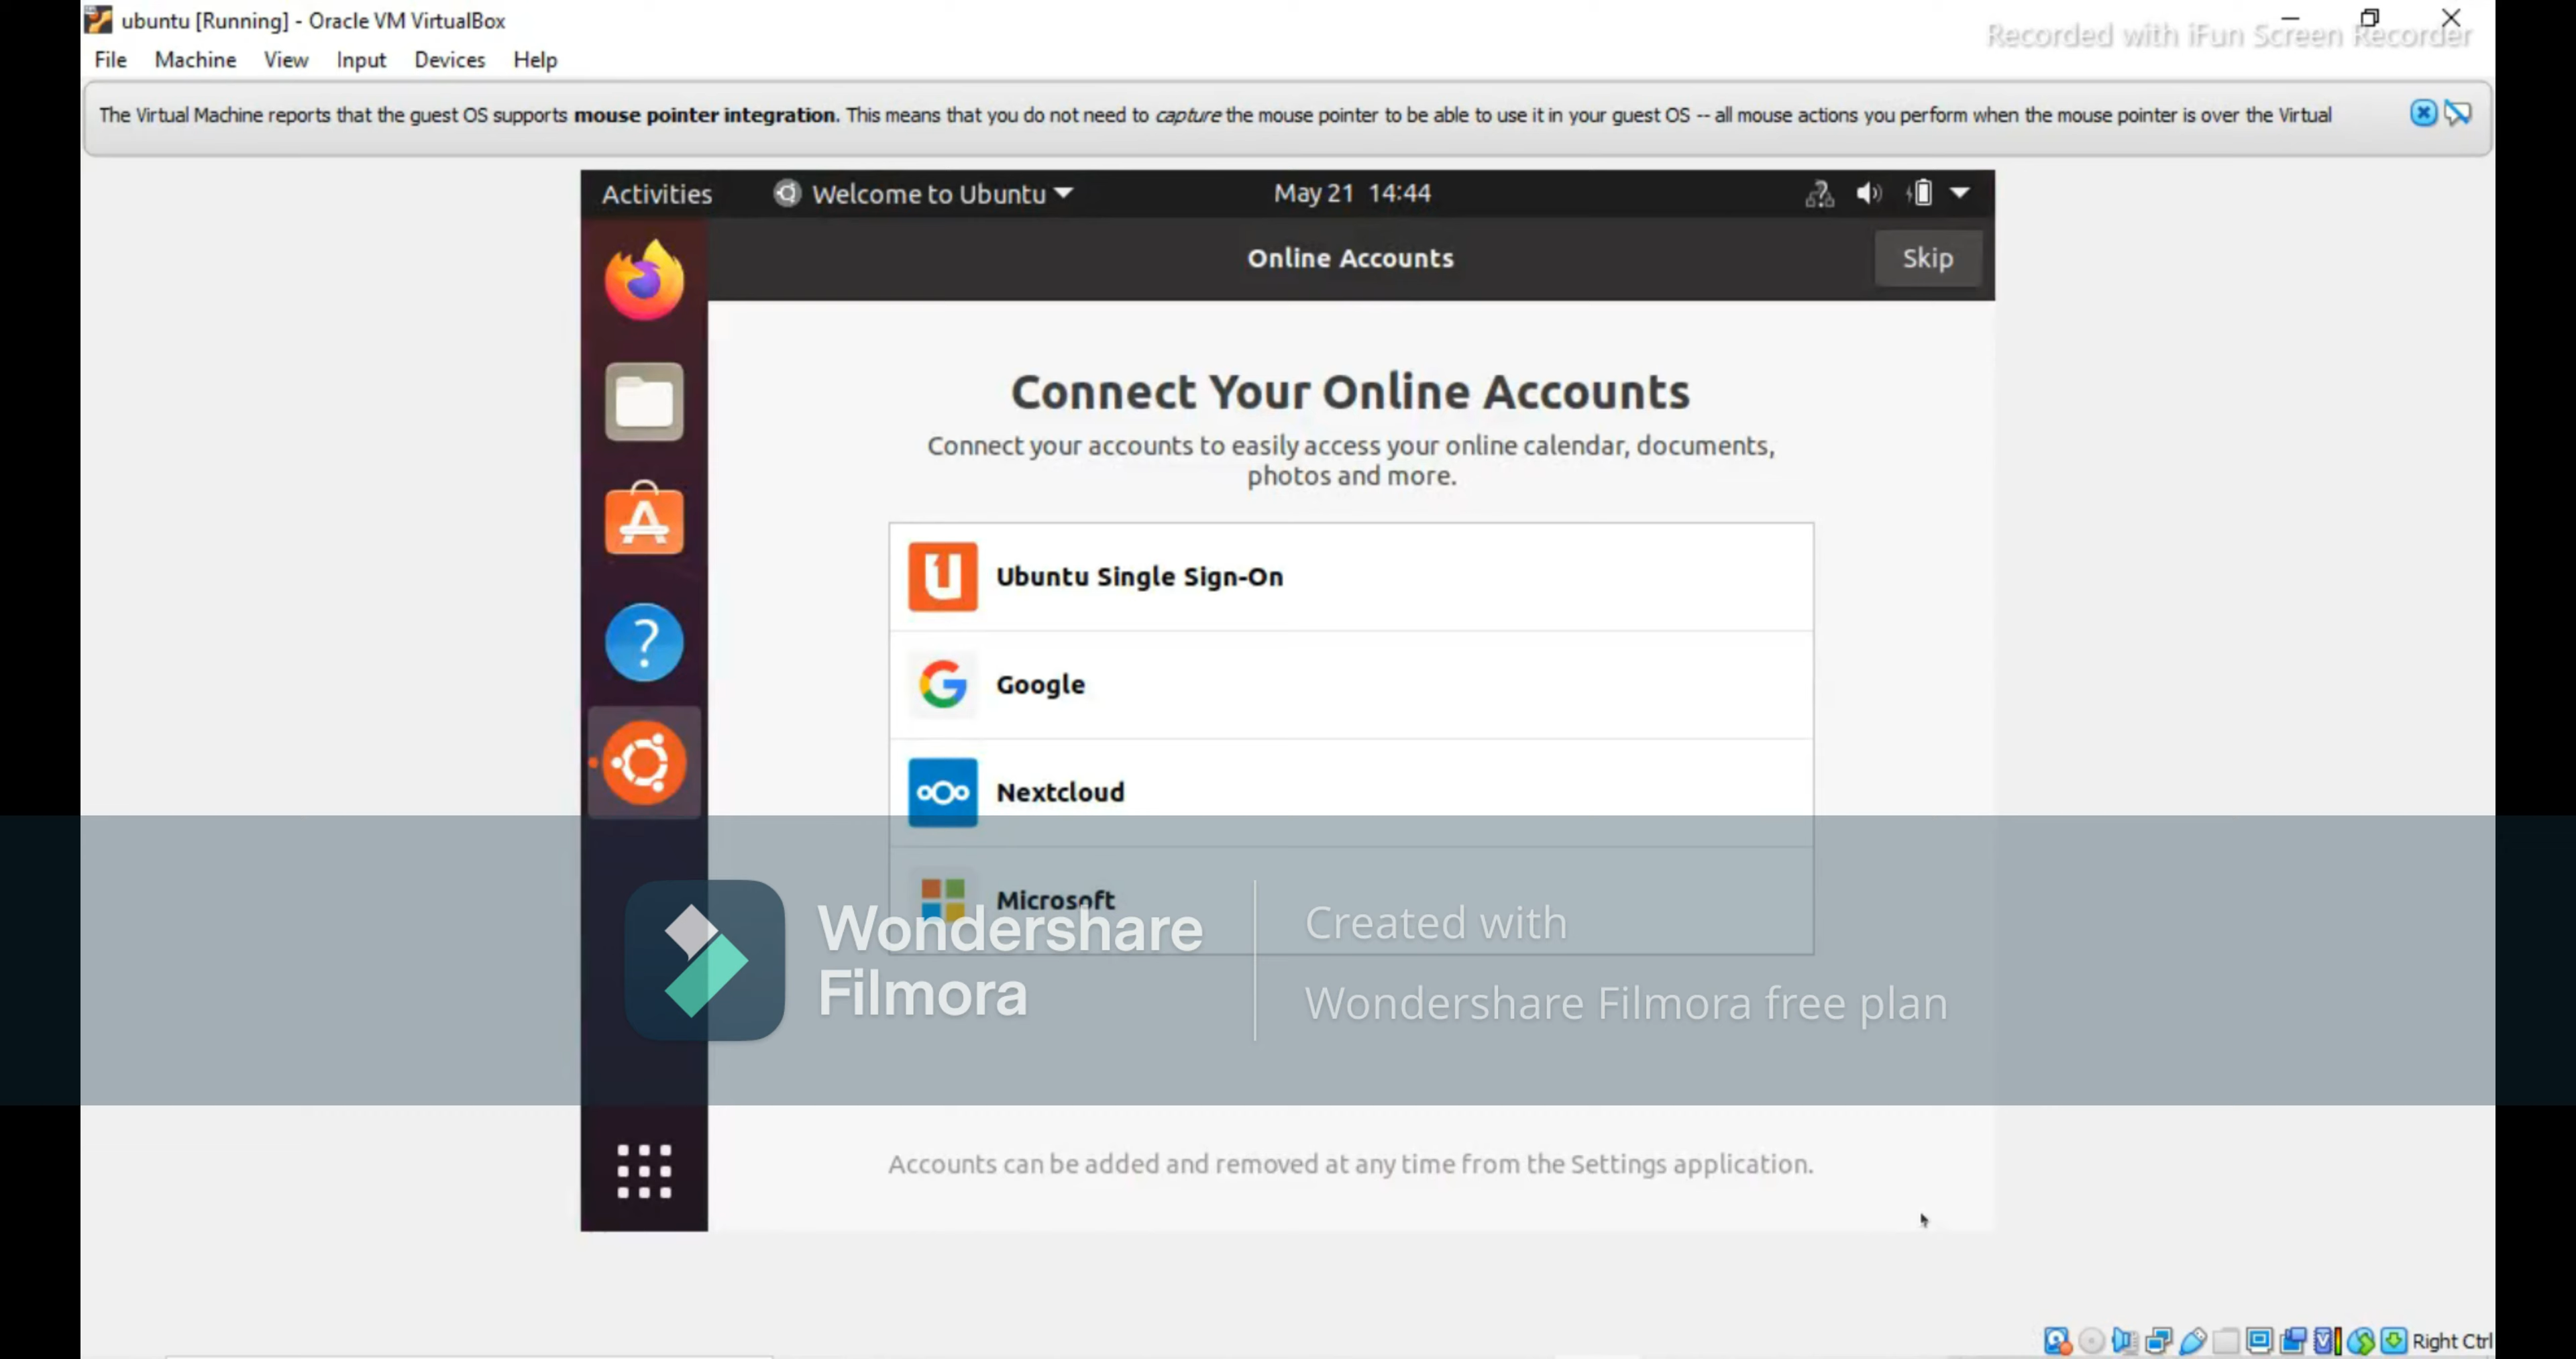 ubuntu [Running] - Oracle VM VirtualBox
Recorded with iFun Screen Recorder
File Machine View Input Devices Help
The Virtual Machine reports that the guest OS supports mouse pointer integration. This means that you do not need to capture the mouse pointer to be able to use it in your guest OS -- all mouse actions you perform when the mouse pointer is over the Virtual
Activities Welcome to Ubuntu May 21 14:44
Online Accounts Skip
Connect Your Online Accounts
Connect your accounts to easily access your online calendar, documents,
photos and more.
Ubuntu Single Sign-On
Google
Nextcloud
Microsoft
Wondershare
Filmora
Created with
Wondershare Filmora free plan
Accounts can be added and removed at any time from the Settings application.
Right Ctrl